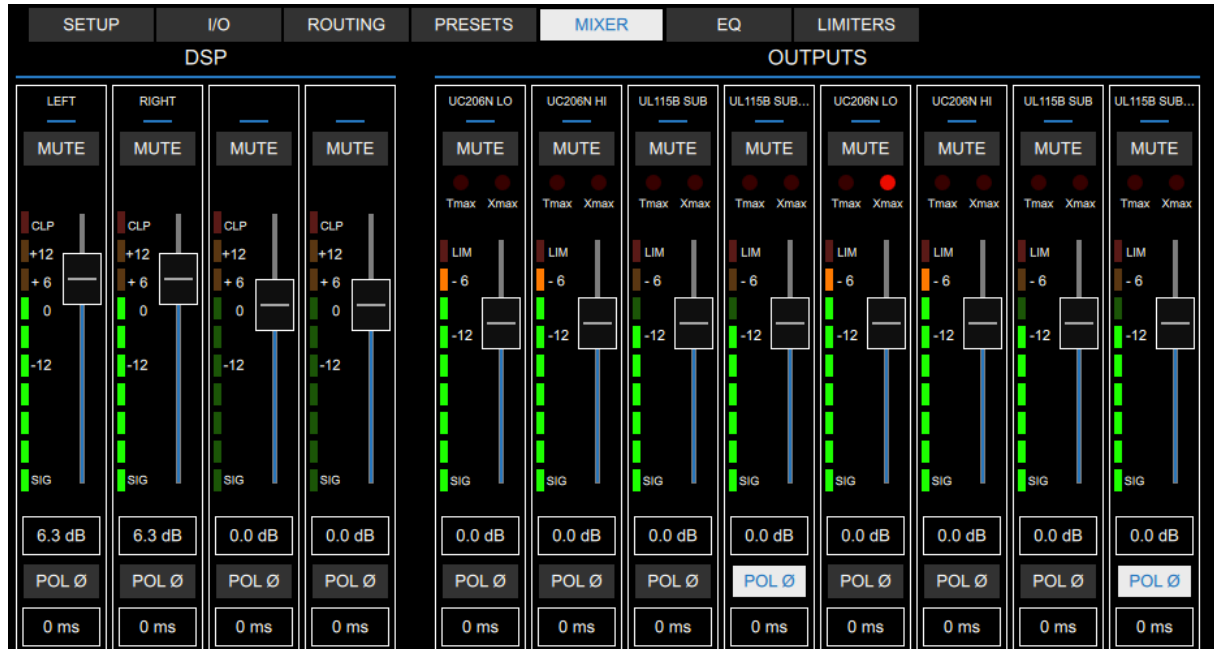 SETUP I/O ROUTING PRESETS MIXER EQ LIMITERS
DSP OUTPUTS
LEFT RIGHT UC206N LO UC206N HI UL115B SUB UL115B SUB... UC206N LO UC206N HI UL115B SUB UL115B SUB...
MUTE MUTE MUTE MUTE MUTE MUTE MUTE MUTE MUTE MUTE MUTE MUTE
Tmax Xmax Tmax Xmax Tmax Xmax Tmax Xmax Tmax Xmax Tmax Xmax Tmax Xmax Tmax Xmax
CLP CLP CLP CLP
+12 +12 +12 +12 LIM LIM LIM LIM LIM LIM LIM LIM
+ 6 + 6 + 6 + 6 - 6 - 6 - 6 - 6 - 6 - 6 - 6 - 6
0 0 0 0
-12 -12 -12 -12 -12 -12 -12 -12
-12 -12 -12 -12
SIG SIG SIG SIG SIG SIG SIG SIG SIG SIG SIG SIG
6.3 dB 6.3 dB 0.0 dB 0.0 dB 0.0 dB 0.0 dB 0.0 dB 0.0 dB 0.0 dB 0.0 dB 0.0 dB 0.0 dB
POL Ø POL Ø POL Ø POL Ø POL Ø POL Ø POL Ø POL Ø POL Ø POL Ø POL Ø POL Ø
0 ms 0 ms 0 ms 0 ms 0 ms 0 ms 0 ms 0 ms 0 ms 0 ms 0 ms 0 ms